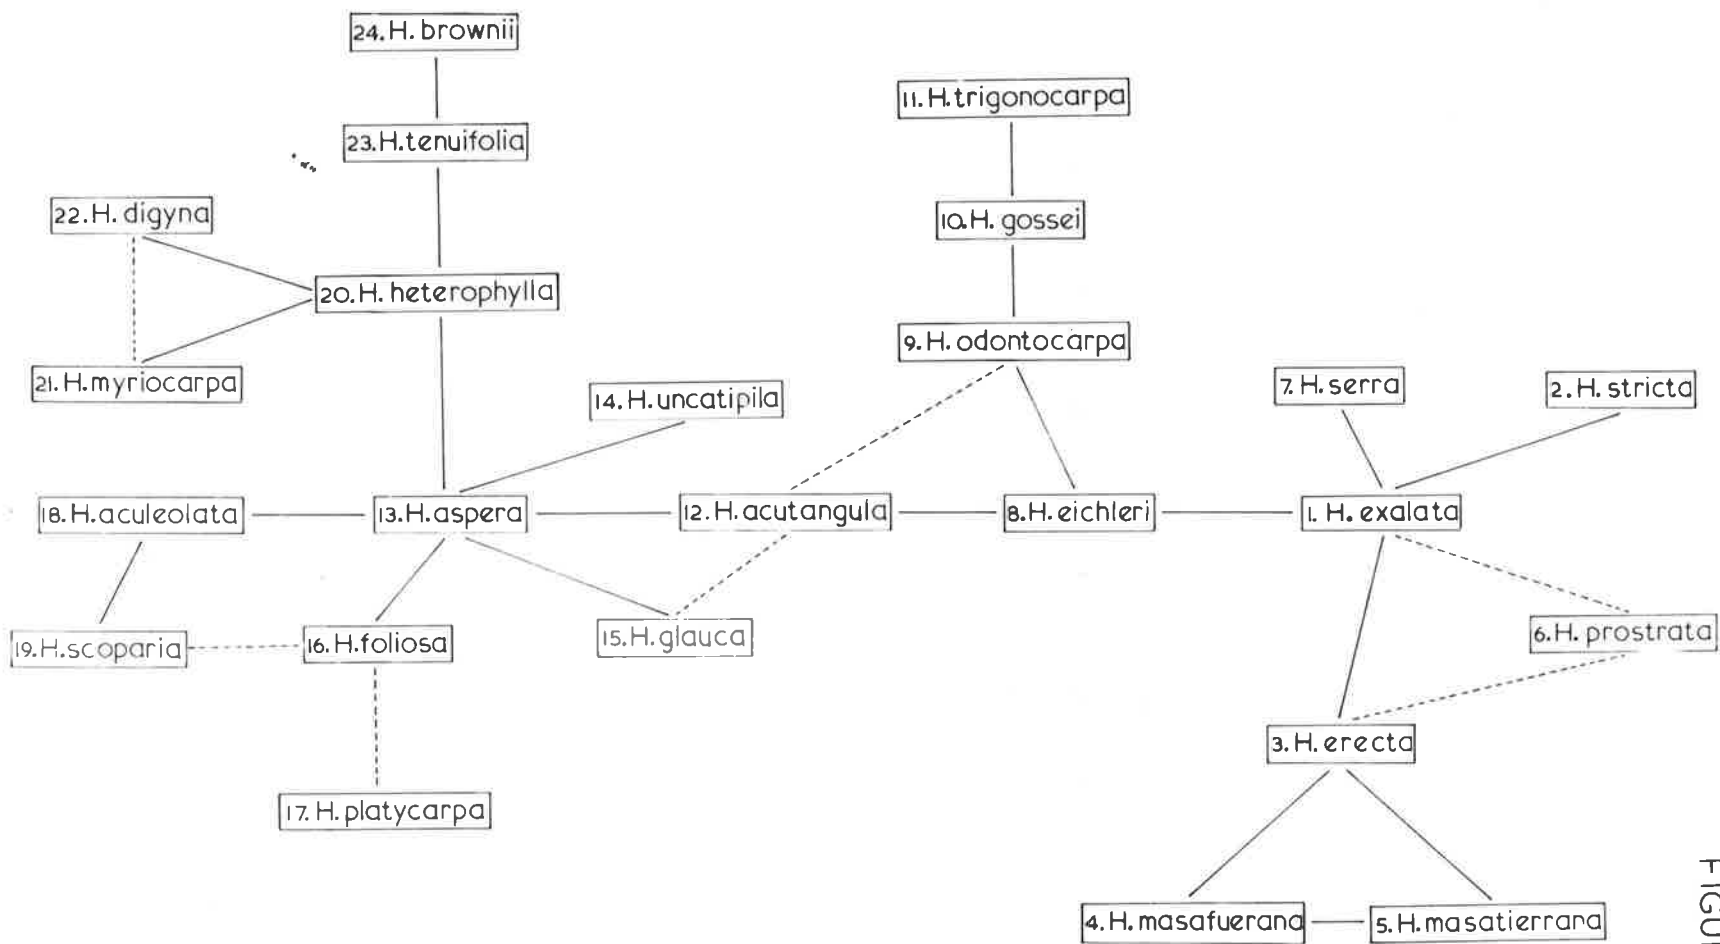 24. H. brownii
11. H. trigonocarpa
23. H. tenuifolia
22. H. digyna
10. H. gossei
20. H. heterophylla
9. H. odontocarpa
21. H. myriocarpa
14. H. uncatipila
7. H. serra
2. H. stricta
18. H. aculeolata
13. H. aspera
12. H. acutangula
8. H. eichleri
1. H. exalata
19. H. scoparia
16. H. foliosa
15. H. glauca
6. H. prostrata
3. H. erecta
17. H. platycarpa
4. H. masafuerana
5. H. masatierrana